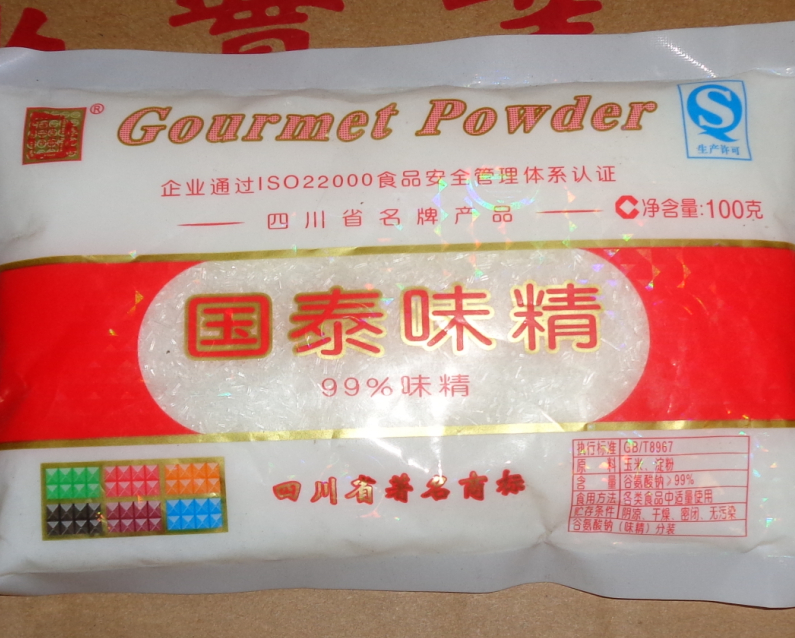 Gourmet Powder
®
生产许可
企业通过ISO22000食品安全管理体系认证
四川省名牌产品
净含量:100克
国泰味精
99%味精
四川省著名商标
执行标准 GB/T8967
原 料 玉米、淀粉
含 量 谷氨酸钠>99%
食用方法 各类食品中适量使用
贮存条件 阴凉、干燥、密闭、无污染
谷氨酸钠(味精)分装